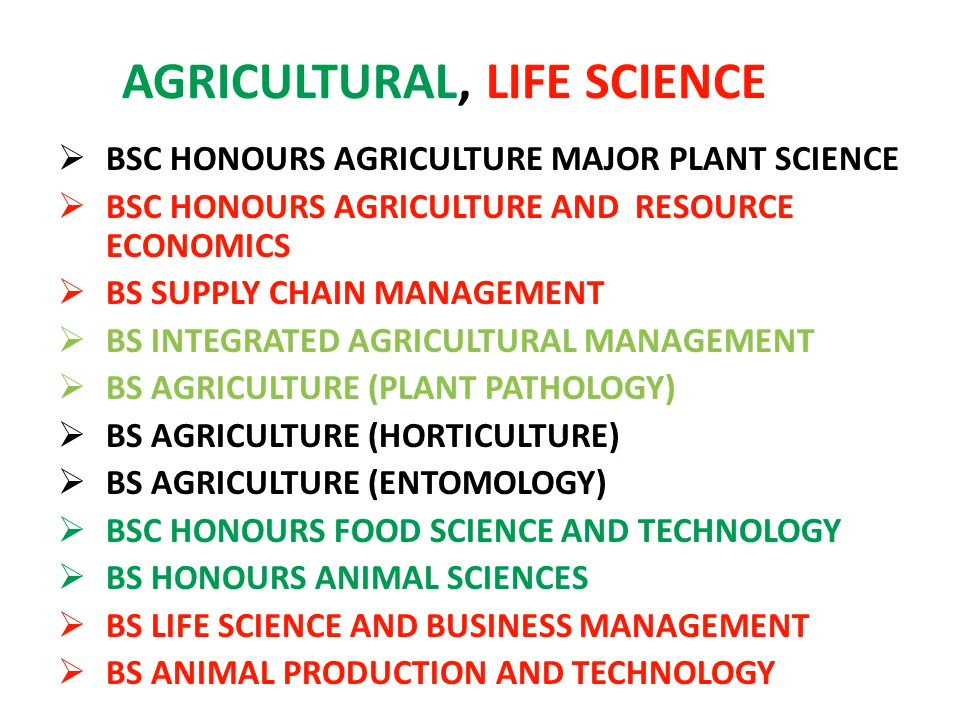 AGRICULTURAL, LIFE SCIENCE
➢ BSC HONOURS AGRICULTURE MAJOR PLANT SCIENCE
➢ BSC HONOURS AGRICULTURE AND RESOURCE
ECONOMICS
➢ BS SUPPLY CHAIN MANAGEMENT
➢ BS INTEGRATED AGRICULTURAL MANAGEMENT
➢ BS AGRICULTURE (PLANT PATHOLOGY)
➢ BS AGRICULTURE (HORTICULTURE)
➢ BS AGRICULTURE (ENTOMOLOGY)
➢ BSC HONOURS FOOD SCIENCE AND TECHNOLOGY
➢ BS HONOURS ANIMAL SCIENCES
➢ BS LIFE SCIENCE AND BUSINESS MANAGEMENT
➢ BS ANIMAL PRODUCTION AND TECHNOLOGY